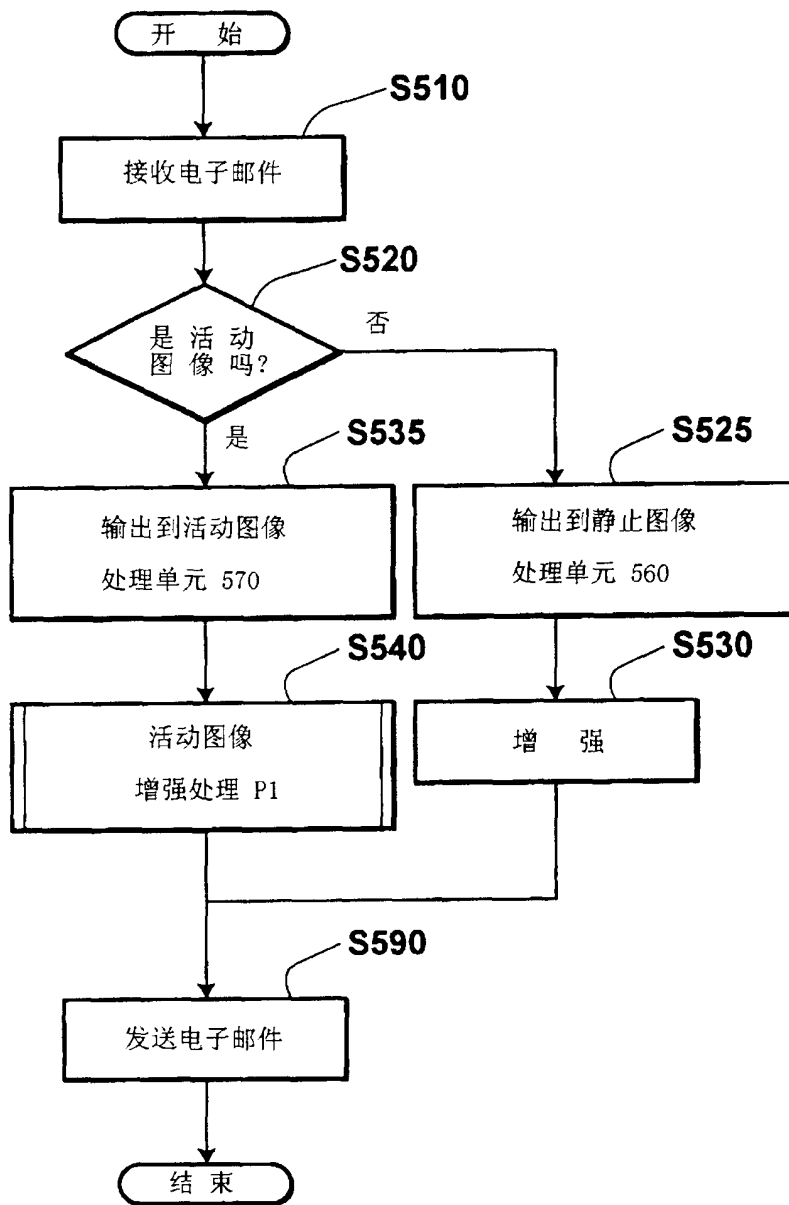 开 始
S510
接收电子邮件
S520
是 活 动
图 像 吗?
否
是
S535
输出到活动图像
处理单元 570
S525
输出到静止图像
处理单元 560
S540
活动图像
增强处理 P1
S530
增 强
S590
发送电子邮件
结 束